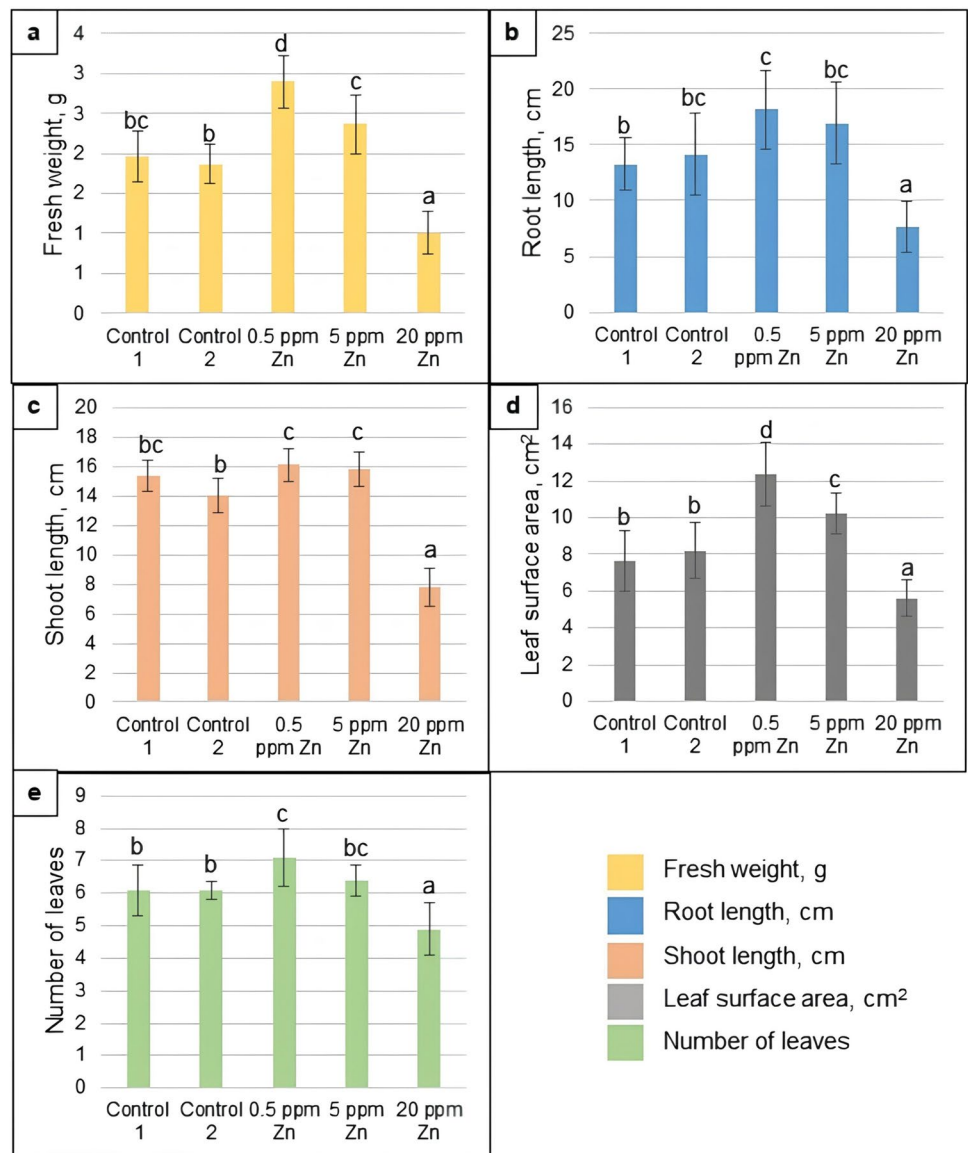 a
Fresh weight, g
4
3
3
2
2
1
1
0
bc
b
d
c
a
Control 1
Control 2
0.5 ppm Zn
5 ppm Zn
20 ppm Zn
b
Root length, cm
25
20
15
10
5
0
b
bc
c
bc
a
Control 1
Control 2
0.5 ppm Zn
5 ppm Zn
20 ppm Zn
c
Shoot length, cm
20
18
16
14
12
10
8
6
4
2
0
bc
b
c
c
a
Control 1
Control 2
0.5 ppm Zn
5 ppm Zn
20 ppm Zn
d
Leaf surface area, cm²
16
14
12
10
8
6
4
2
0
b
b
d
c
a
Control 1
Control 2
0.5 ppm Zn
5 ppm Zn
20 ppm Zn
e
Number of leaves
9
8
7
6
5
4
3
2
1
0
b
b
c
bc
a
Control 1
Control 2
0.5 ppm Zn
5 ppm Zn
20 ppm Zn
Fresh weight, g
Root length, cm
Shoot length, cm
Leaf surface area, cm²
Number of leaves